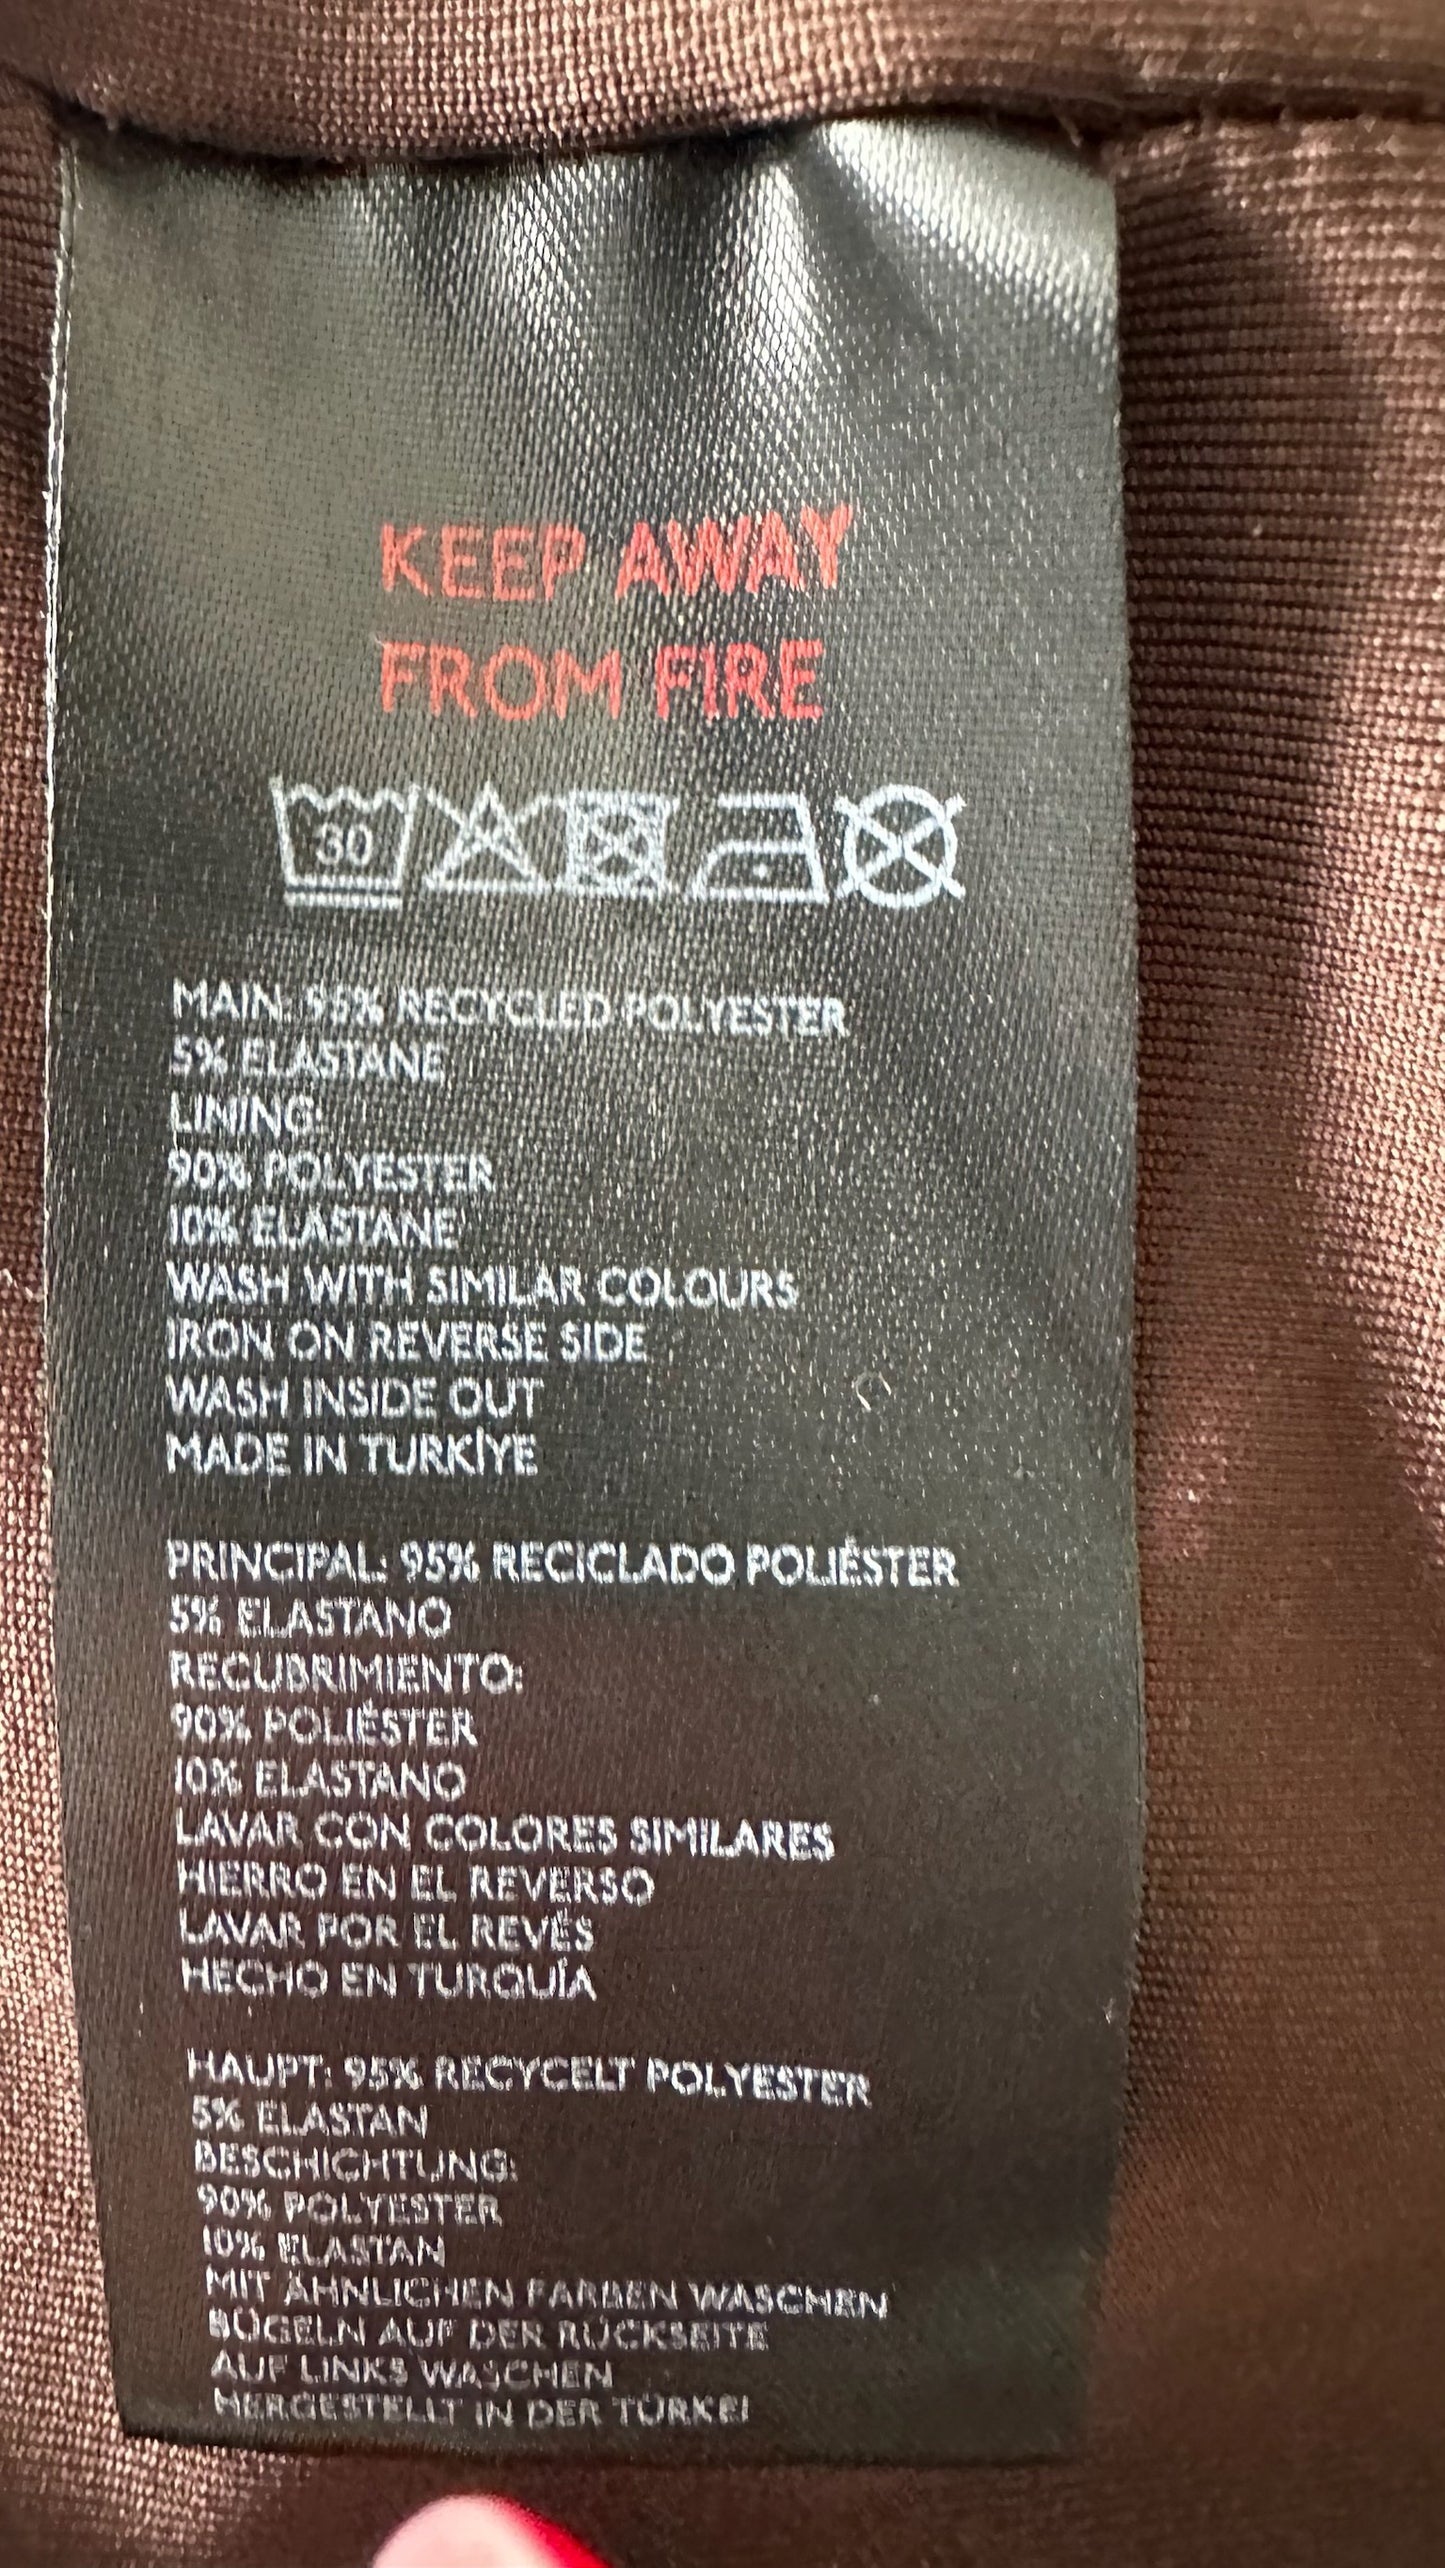 KEEP AWAY
FROM FIRE
30
MAIN: 95% RECYCLED POLYESTER
5% ELASTANE
LINING:
90% POLYESTER
10% ELASTANE
WASH WITH SIMILAR COLOURS
IRON ON REVERSE SIDE
WASH INSIDE OUT
MADE IN TURKİYE
PRINCIPAL: 95% RECICLADO POLIÉSTER
5% ELASTANO
RECUBRIMIENTO:
90% POLIÉSTER
10% ELASTANO
LAVAR CON COLORES SIMILARES
HIERRO EN EL REVERSO
LAVAR POR EL REVÉS
HECHO EN TURQUÍA
HAUPT: 95% RECYCELT POLYESTER
5% ELASTAN
BESCHICHTUNG:
90% POLYESTER
10% ELASTAN
MIT ÄHNLICHEN FARBEN WASCHEN
BÜGELN AUF DER RÜCKSEITE
AUF LINKS WASCHEN
HERGESTELLT IN DER TÜRKEI